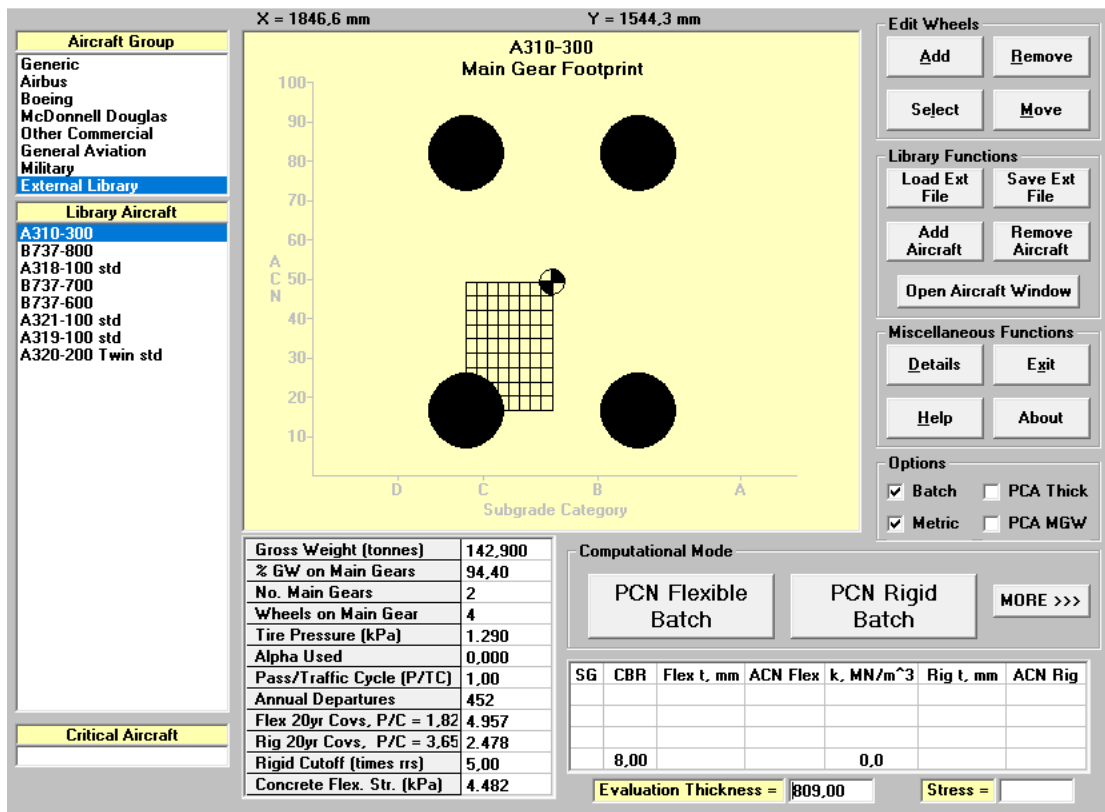 X = 1846,6 mm
Y = 1544,3 mm
Aircraft Group
Generic
Airbus
Boeing
McDonnell Douglas
Other Commercial
General Aviation
Military
External Library
Library Aircraft
A310-300
B737-800
A318-100 std
B737-700
B737-600
A321-100 std
A319-100 std
A320-200 Twin std
Critical Aircraft
A310-300
Main Gear Footprint
100
90
80
70
60
50
40
30
20
10
ACN
D C B A
Subgrade Category
Gross Weight (tonnes) 142,900
% GW on Main Gears 94,40
No. Main Gears 2
Wheels on Main Gear 4
Tire Pressure (kPa) 1.290
Alpha Used 0,000
Pass/Traffic Cycle (P/TC) 1,00
Annual Departures 452
Flex 20yr Covs, P/C = 1,82 4.957
Rig 20yr Covs, P/C = 3,65 2.478
Rigid Cutoff (times rrs) 5,00
Concrete Flex. Str. (kPa) 4.482
Edit Wheels
Add Remove
Select Move
Library Functions
Load Ext File
Save Ext File
Add Aircraft
Remove Aircraft
Open Aircraft Window
Miscellaneous Functions
Details Exit
Help About
Options
Batch PCA Thick
Metric PCA MGW
Computational Mode
PCN Flexible Batch
PCN Rigid Batch
MORE >>>
SG CBR Flex t, mm ACN Flex k, MN/m^3 Rig t, mm ACN Rig
8,00 0,0
Evaluation Thickness = 809,00 Stress =